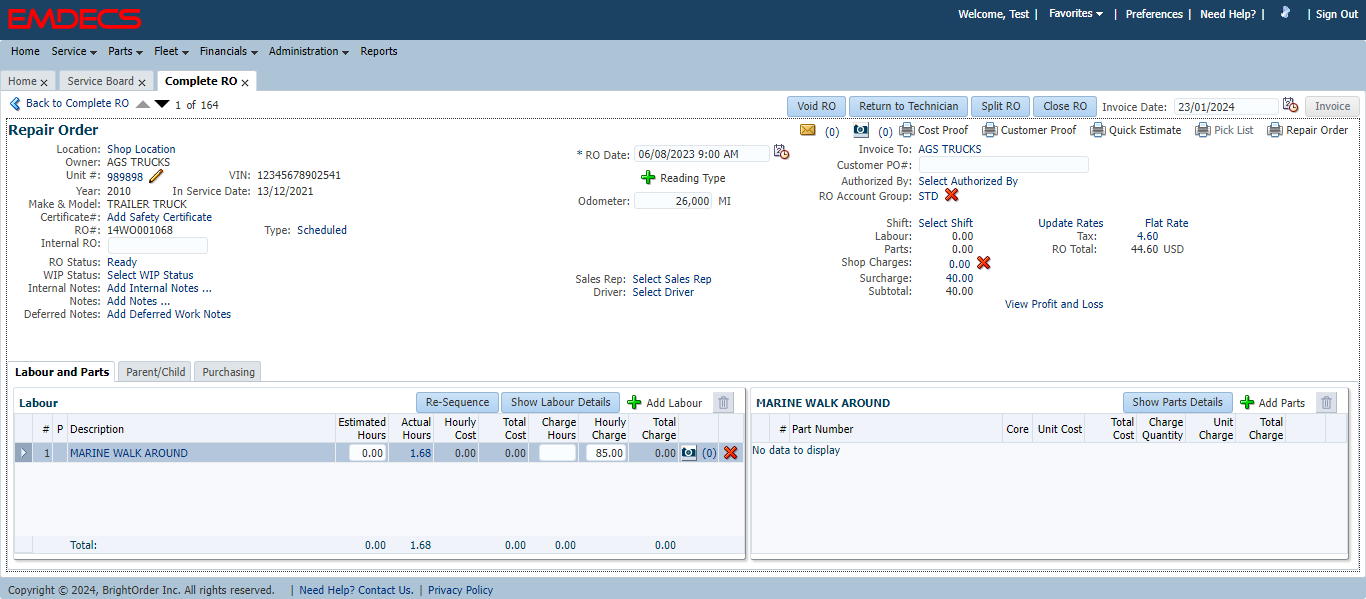 EMDECS
Welcome, Test | Favorites | Preferences | Need Help? | | Sign Out
Home Service Parts Fleet Financials Administration Reports
Home x Service Board x Complete RO x
Back to Complete RO 1 of 164 Void RO Return to Technician Split RO Close RO Invoice Date: 23/01/2024 Invoice
Repair Order (0) (0) Cost Proof Customer Proof Quick Estimate Pick List Repair Order
Location: Shop Location
Owner: AGS TRUCKS
Unit #: 989898 VIN: 12345678902541
Year: 2010 In Service Date: 13/12/2021
Make & Model: TRAILER TRUCK
Certificate#: Add Safety Certificate
RO#: 14WO001068 Type: Scheduled
Internal RO:
RO Status: Ready
WIP Status: Select WIP Status
Internal Notes: Add Internal Notes ...
Notes: Add Notes ...
Deferred Notes: Add Deferred Work Notes
* RO Date: 06/08/2023 9:00 AM
Reading Type
Odometer: 26,000 MI
Sales Rep: Select Sales Rep
Driver: Select Driver
Invoice To: AGS TRUCKS
Customer PO#:
Authorized By: Select Authorized By
RO Account Group: STD
Shift: Select Shift Update Rates Flat Rate
Labour: 0.00 Tax: 4.60
Parts: 0.00 RO Total: 44.60 USD
Shop Charges: 0.00
Surcharge: 40.00
Subtotal: 40.00
View Profit and Loss
Labour and Parts Parent/Child Purchasing
Labour Re-Sequence Show Labour Details Add Labour
# P Description Estimated Hours Actual Hours Hourly Cost Total Cost Charge Hours Hourly Charge Total Charge
1 MARINE WALK AROUND 0.00 1.68 0.00 0.00 85.00 0.00 (0)
Total: 0.00 1.68 0.00 0.00 0.00
MARINE WALK AROUND Show Parts Details Add Parts
# Part Number Core Unit Cost Total Cost Charge Quantity Unit Charge Total Charge
No data to display
Copyright © 2024, BrightOrder Inc. All rights reserved. | Need Help? Contact Us. | Privacy Policy